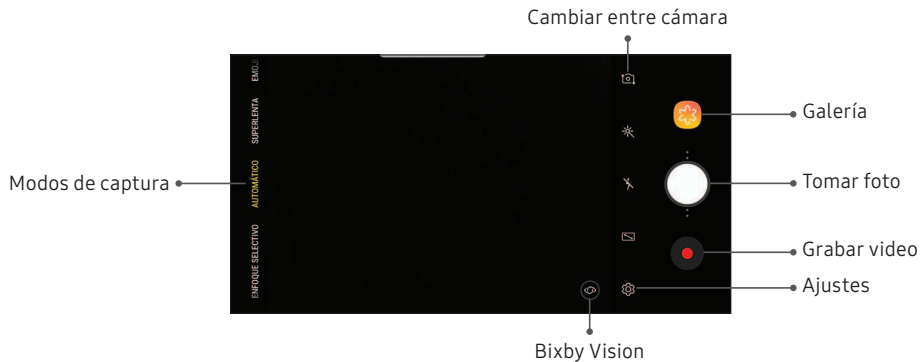 Cambiar entre cámara
EMOJI
SUPERLENTA
AUTOMÁTICO
ENFOQUE SELECTIVO
Modos de captura
Galería
Tomar foto
Grabar video
Ajustes
Bixby Vision